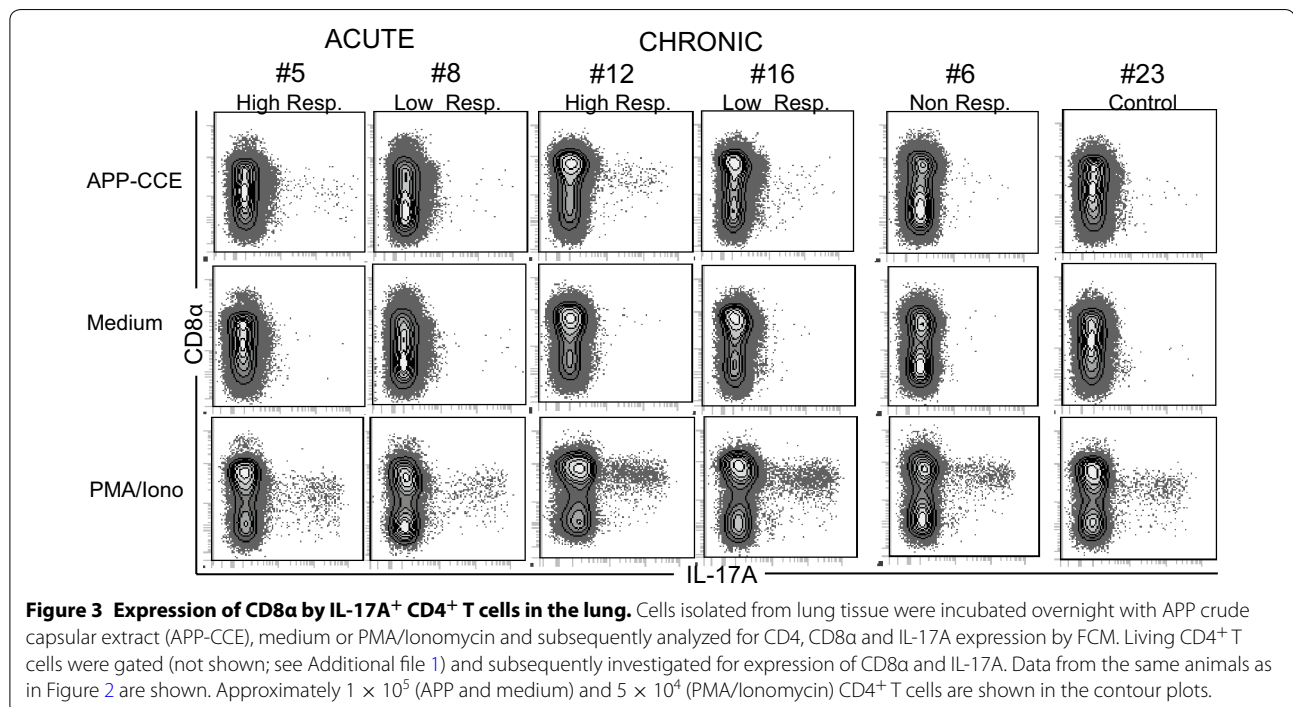 ACUTE CHRONIC
#5 #8 #12 #16 #6 #23
High Resp. Low Resp. High Resp. Low Resp. Non Resp. Control
APP-CCE
Medium
PMA/Iono
CD8α
IL-17A
Figure 3 Expression of CD8α by IL-17A⁺ CD4⁺ T cells in the lung. Cells isolated from lung tissue were incubated overnight with APP crude
capsular extract (APP-CCE), medium or PMA/Ionomycin and subsequently analyzed for CD4, CD8α and IL-17A expression by FCM. Living CD4⁺ T
cells were gated (not shown; see Additional file 1) and subsequently investigated for expression of CD8α and IL-17A. Data from the same animals as
in Figure 2 are shown. Approximately 1 × 10⁵ (APP and medium) and 5 × 10⁴ (PMA/Ionomycin) CD4⁺ T cells are shown in the contour plots.